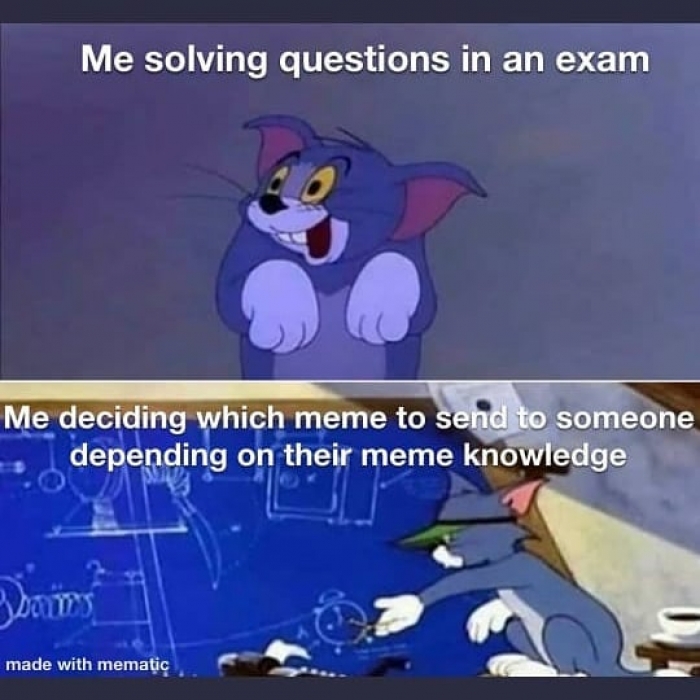 Me solving questions in an exam
Me deciding which meme to send to someone
depending on their meme knowledge
made with mematic